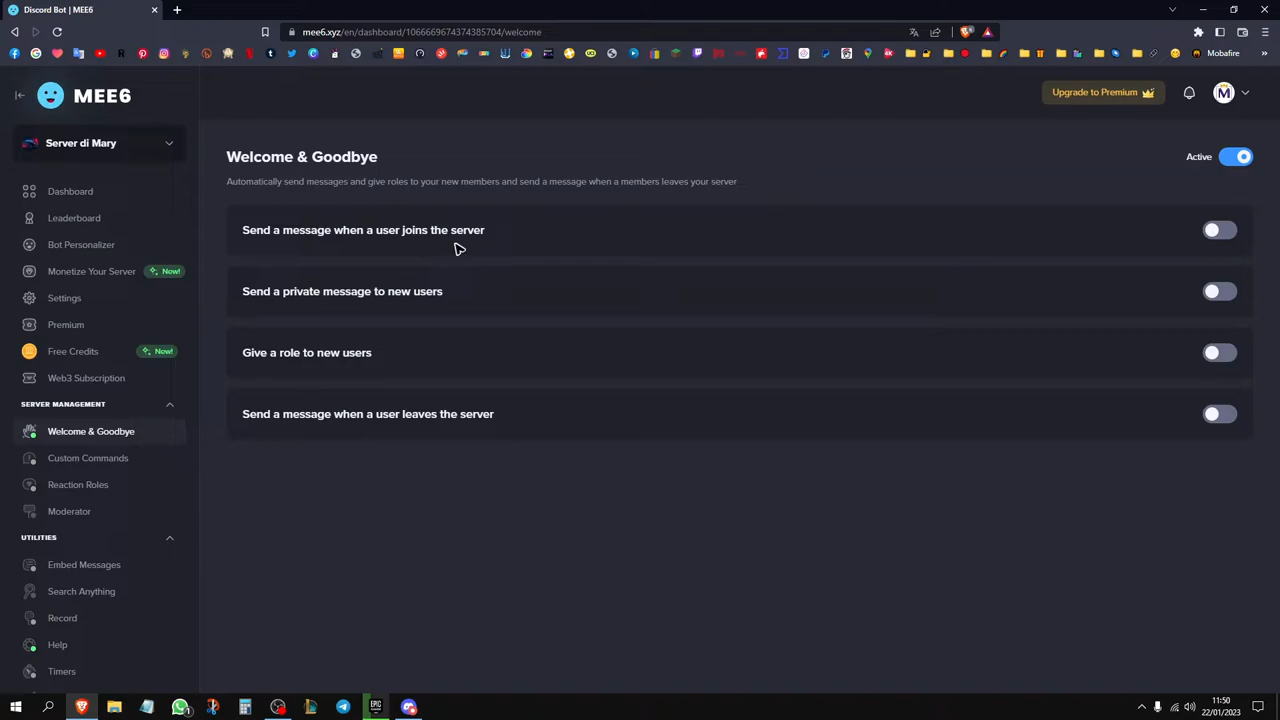 Discord Bot | MEE6
mee6.xyz/en/dashboard/1066669674374385704/welcome
Mobafire
MEE6
Upgrade to Premium
M
Server di Mary
Welcome & Goodbye
Active
Automatically send messages and give roles to your new members and send a message when a members leaves your server
Dashboard
Leaderboard
Bot Personalizer
Monetize Your Server
New!
Settings
Premium
Free Credits
New!
Web3 Subscription
SERVER MANAGEMENT
Welcome & Goodbye
Custom Commands
Reaction Roles
Moderator
UTILITIES
Embed Messages
Search Anything
Record
Help
Timers
Send a message when a user joins the server
Send a private message to new users
Give a role to new users
Send a message when a user leaves the server
EPIC
1
11:50
22/01/2023